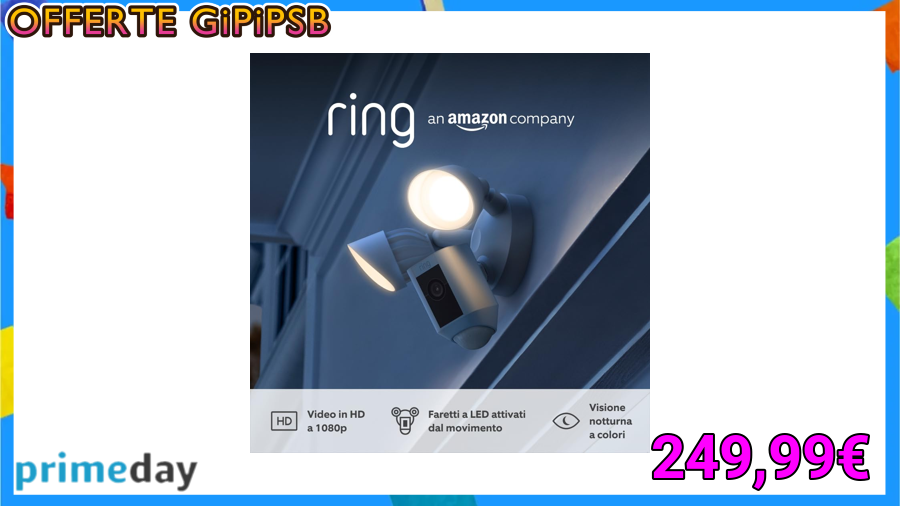 OFFERTE GiPiPSB
ring an amazon company
HD
Video in HD
a 1080p
Faretti a LED attivati
dal movimento
Visione
notturna
a colori
primeday
249,99€